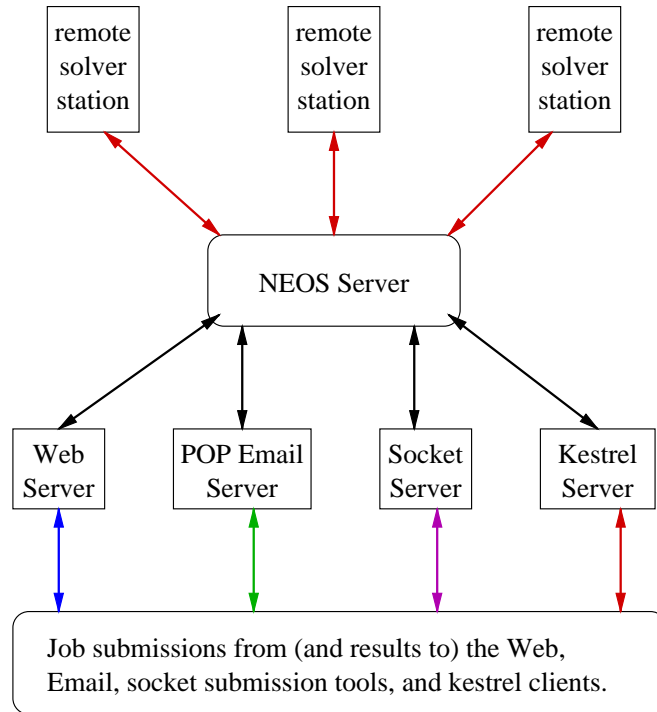 remote
solver
station
remote
solver
station
remote
solver
station
NEOS Server
Web
Server
POP Email
Server
Socket
Server
Kestrel
Server
Job submissions from (and results to) the Web,
Email, socket submission tools, and kestrel clients.